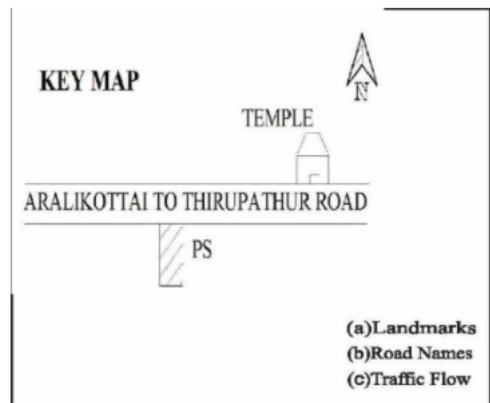 KEY MAP
N
TEMPLE
ARALIKOTTAI TO THIRUPATHUR ROAD
PS
(a)Landmarks
(b)Road Names
(c)Traffic Flow